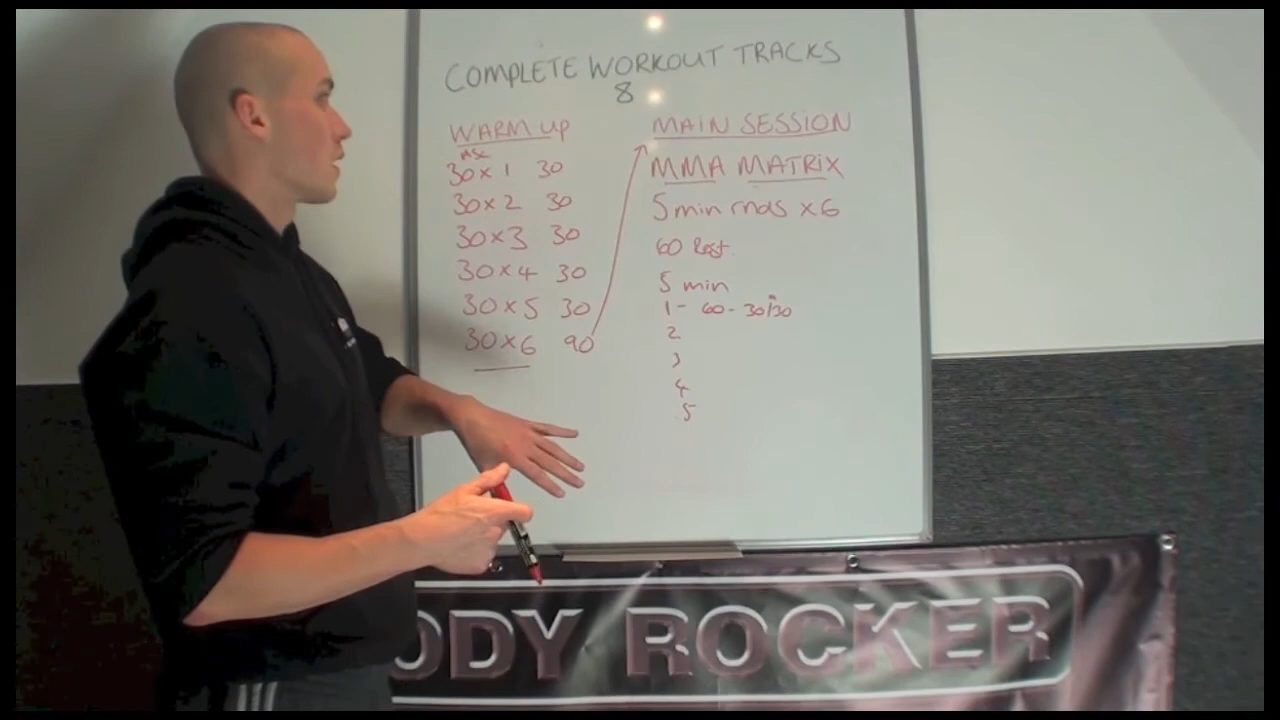 COMPLETE WORKOUT TRACKS
8
WARM UP
30 x 1 30
30 x 2 30
30 x 3 30
30 x 4 30
30 x 5 30
30 x 6 90
MAIN SESSION
MMA MATRIX
5 min rnds x 6
60 Rest
5 min
1 - 60 - 30/30
2
3
4
5
ODY ROCKER